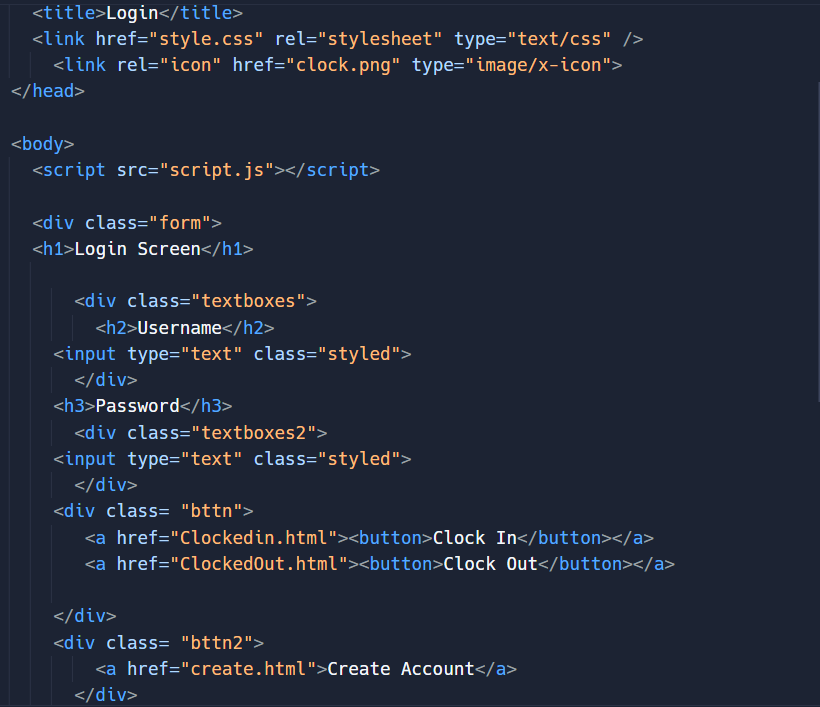 <title>Login</title>
<link href="style.css" rel="stylesheet" type="text/css" />
<link rel="icon" href="clock.png" type="image/x-icon">
</head>
<body>
<script src="script.js"></script>
<div class="form">
<h1>Login Screen</h1>
<div class="textboxes">
<h2>Username</h2>
<input type="text" class="styled">
</div>
<h3>Password</h3>
<div class="textboxes2">
<input type="text" class="styled">
</div>
<div class= "bttn">
<a href="Clockedin.html"><button>Clock In</button></a>
<a href="ClockedOut.html"><button>Clock Out</button></a>
</div>
<div class= "bttn2">
<a href="create.html">Create Account</a>
</div>